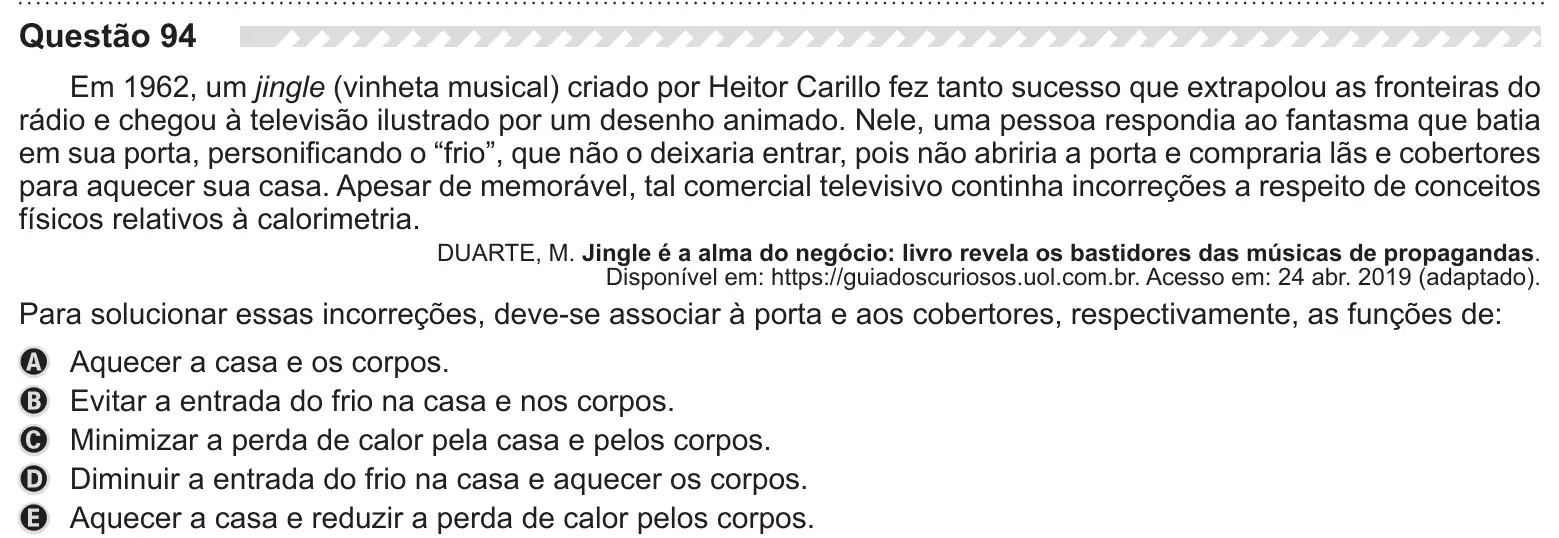 Questão 94
Em 1962, um jingle (vinheta musical) criado por Heitor Carillo fez tanto sucesso que extrapolou as fronteiras do
rádio e chegou à televisão ilustrado por um desenho animado. Nele, uma pessoa respondia ao fantasma que batia
em sua porta, personificando o “frio”, que não o deixaria entrar, pois não abriria a porta e compraria lãs e cobertores
para aquecer sua casa. Apesar de memorável, tal comercial televisivo continha incorreções a respeito de conceitos
físicos relativos à calorimetria.
DUARTE, M. Jingle é a alma do negócio: livro revela os bastidores das músicas de propagandas.
Disponível em: https://guiadoscuriosos.uol.com.br. Acesso em: 24 abr. 2019 (adaptado).
Para solucionar essas incorreções, deve-se associar à porta e aos cobertores, respectivamente, as funções de:
A Aquecer a casa e os corpos.
B Evitar a entrada do frio na casa e nos corpos.
C Minimizar a perda de calor pela casa e pelos corpos.
D Diminuir a entrada do frio na casa e aquecer os corpos.
E Aquecer a casa e reduzir a perda de calor pelos corpos.